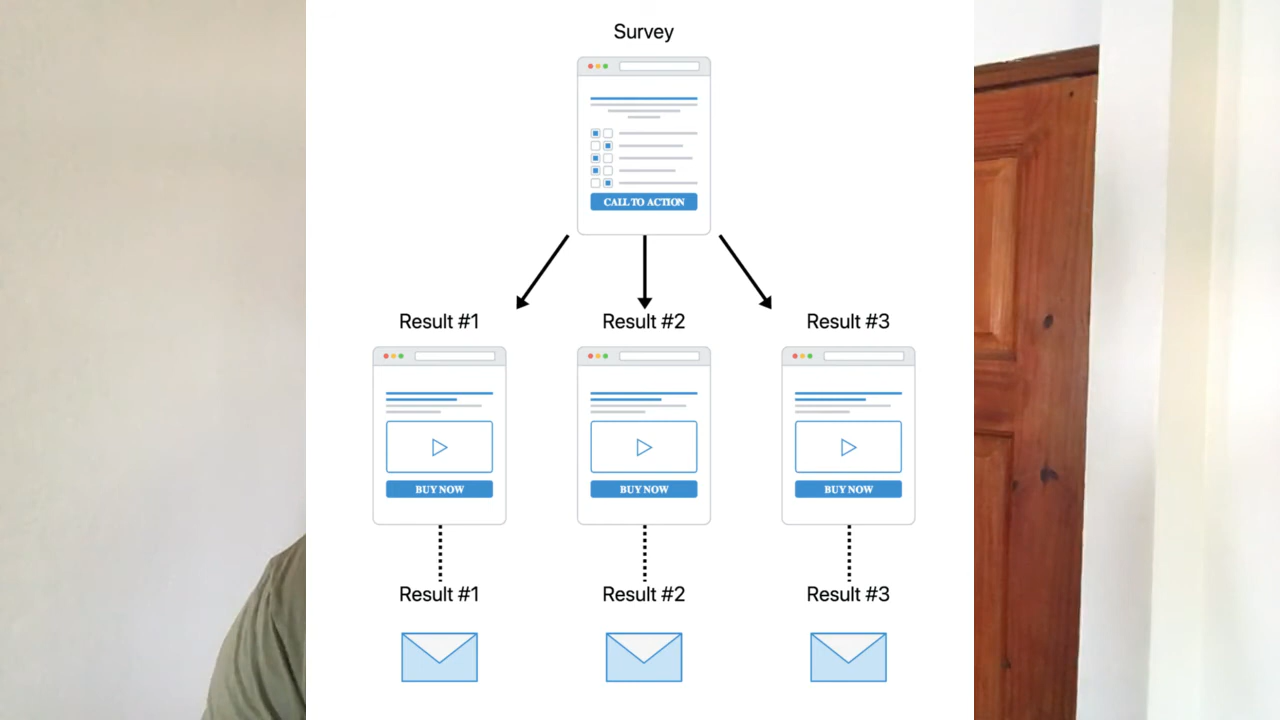 Survey
CALL TO ACTION
Result #1
Result #2
Result #3
BUY NOW
BUY NOW
BUY NOW
Result #1
Result #2
Result #3